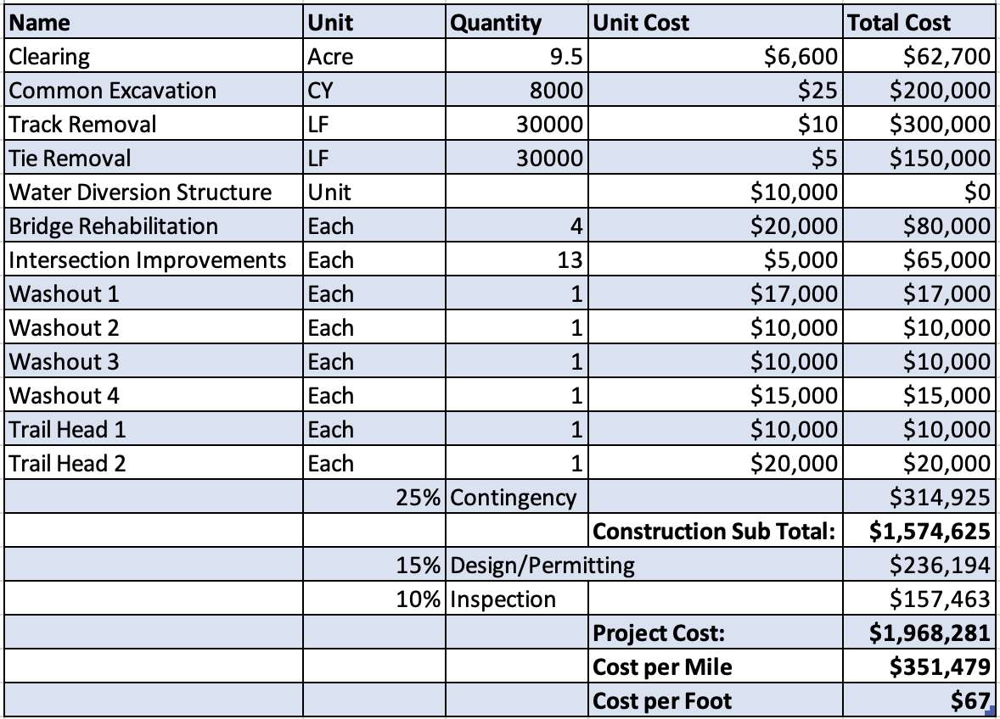 Name Unit Quantity Unit Cost Total Cost
Clearing Acre 9.5 $6,600 $62,700
Common Excavation CY 8000 $25 $200,000
Track Removal LF 30000 $10 $300,000
Tie Removal LF 30000 $5 $150,000
Water Diversion Structure Unit $10,000 $0
Bridge Rehabilitation Each 4 $20,000 $80,000
Intersection Improvements Each 13 $5,000 $65,000
Washout 1 Each 1 $17,000 $17,000
Washout 2 Each 1 $10,000 $10,000
Washout 3 Each 1 $10,000 $10,000
Washout 4 Each 1 $15,000 $15,000
Trail Head 1 Each 1 $10,000 $10,000
Trail Head 2 Each 1 $20,000 $20,000
25% Contingency $314,925
Construction Sub Total: $1,574,625
15% Design/Permitting $236,194
10% Inspection $157,463
Project Cost: $1,968,281
Cost per Mile $351,479
Cost per Foot $67